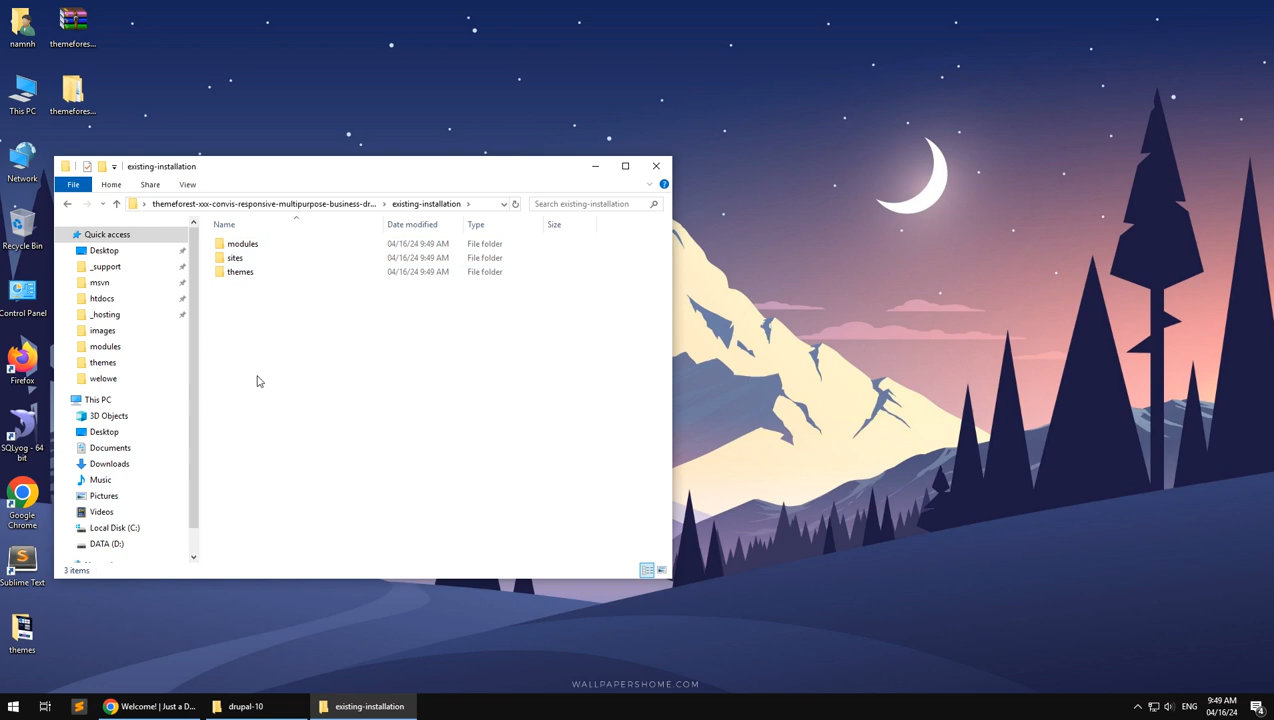 namnh
themefores...
This PC
themefores...
Network
Recycle Bin
Control Panel
Firefox
SQLyog - 64
bit
Google
Chrome
Sublime Text
themes
existing-installation
File
Home
Share
View
themeforest-xxx-convis-responsive-multipurpose-business-dr...
existing-installation
Search existing-installation
Quick access
Desktop
_support
msvn
htdocs
_hosting
images
modules
themes
welowe
This PC
3D Objects
Desktop
Documents
Downloads
Music
Pictures
Videos
Local Disk (C:)
DATA (D:)
Name Date modified Type Size
modules 04/16/24 9:49 AM File folder
sites 04/16/24 9:49 AM File folder
themes 04/16/24 9:49 AM File folder
3 items
WALLPAPERSHOME.COM
Welcome! | Just a D...
drupal-10
existing-installation
ENG
9:49 AM
04/16/24
4